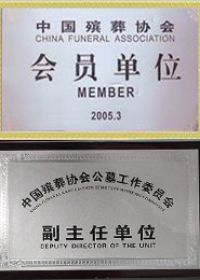 中国殡葬协会
CHINA FUNERAL ASSOCIATION
会员单位
MEMBER
2005.3
中国殡葬协会公墓工作委员会
副主任单位
DEPUTY DIRECTOR OF THE UNIT